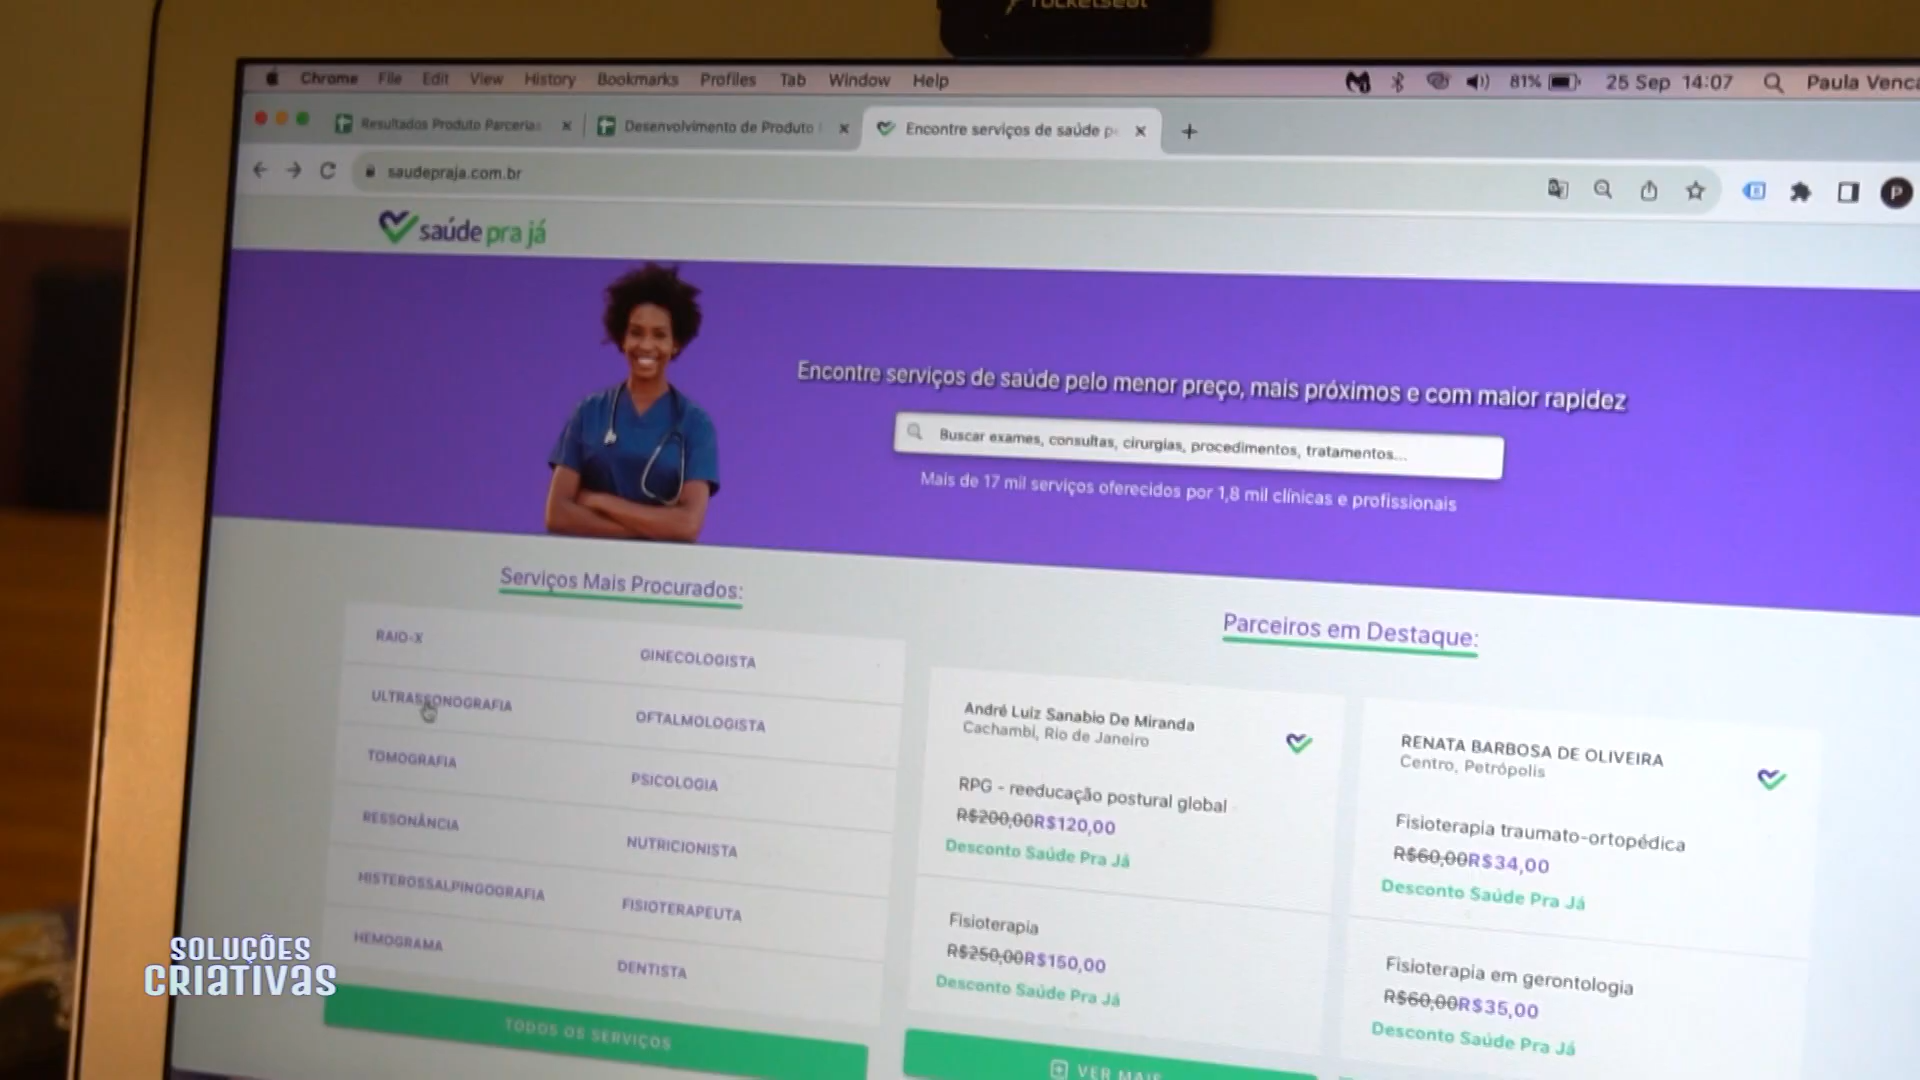 rocketseat
Chrome File Edit View History Bookmarks Profiles Tab Window Help
81% 25 Sep 14:07 Paula Venca
Resultados Produto Parcerias
Desenvolvimento de Produto
Encontre serviços de saúde p
saudepraja.com.br
P
saúde pra já
Encontre serviços de saúde pelo menor preço, mais próximos e com maior rapidez
Buscar exames, consultas, cirurgias, procedimentos, tratamentos...
Mais de 17 mil serviços oferecidos por 1,8 mil clínicas e profissionais
Serviços Mais Procurados:
RAIO-X
GINECOLOGISTA
ULTRASSONOGRAFIA
OFTALMOLOGISTA
TOMOGRAFIA
PSICOLOGIA
RESSONÂNCIA
NUTRICIONISTA
HISTEROSSALPINGOGRAFIA
FISIOTERAPEUTA
HEMOGRAMA
DENTISTA
TODOS OS SERVIÇOS
Parceiros em Destaque:
André Luiz Sanabio De Miranda
Cachambi, Rio de Janeiro
RPG - reeducação postural global
R$200,00R$120,00
Desconto Saúde Pra Já
Fisioterapia
R$250,00R$150,00
Desconto Saúde Pra Já
VER MAIS
RENATA BARBOSA DE OLIVEIRA
Centro, Petrópolis
Fisioterapia traumato-ortopédica
R$60,00R$34,00
Desconto Saúde Pra Já
Fisioterapia em gerontologia
R$60,00R$35,00
Desconto Saúde Pra Já
SOLUÇÕES
CRIATIVAS